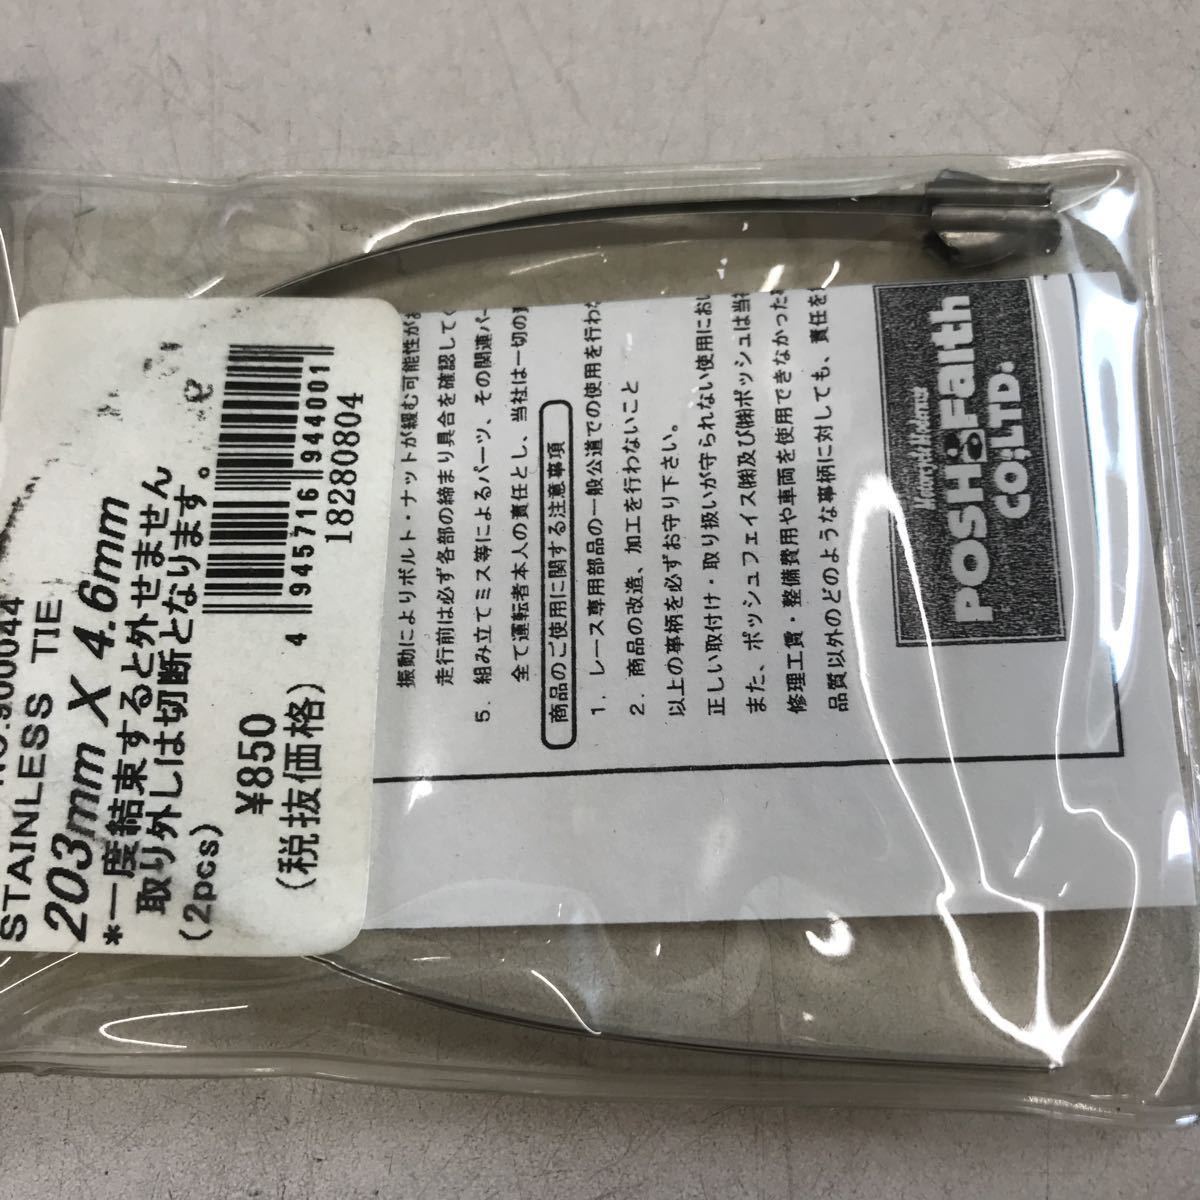 NO.900044
STAINLESS TIE
203mm X 4.6mm
*一度結束すると外せません
取り外しは切断となります。
(2pcs)
4 945716 944001
18280804
¥850
(税抜価格)
振動によりボルト・ナットが緩む可能性が
走行前は必ず各部の締まり具合を確認して
5. 組み立てミス等によるパーツ、その関連パー
全て運転者本人の責任とし、当社は一切の
商品のご使用に関する注意事項
1. レース専用部品の一般公道での使用を行わ
2. 商品の改造、加工を行わないこと
以上の事柄を必ずお守り下さい。
正しい取付け・取り扱いが守られない使用にお
また、ポッシュフェイス㈱及び㈱ポッシュは当
修理工賃・整備費用や車両を使用できなかった
品質以外のどのような事柄に対しても、責任を
POSH Faith
CO.,LTD.